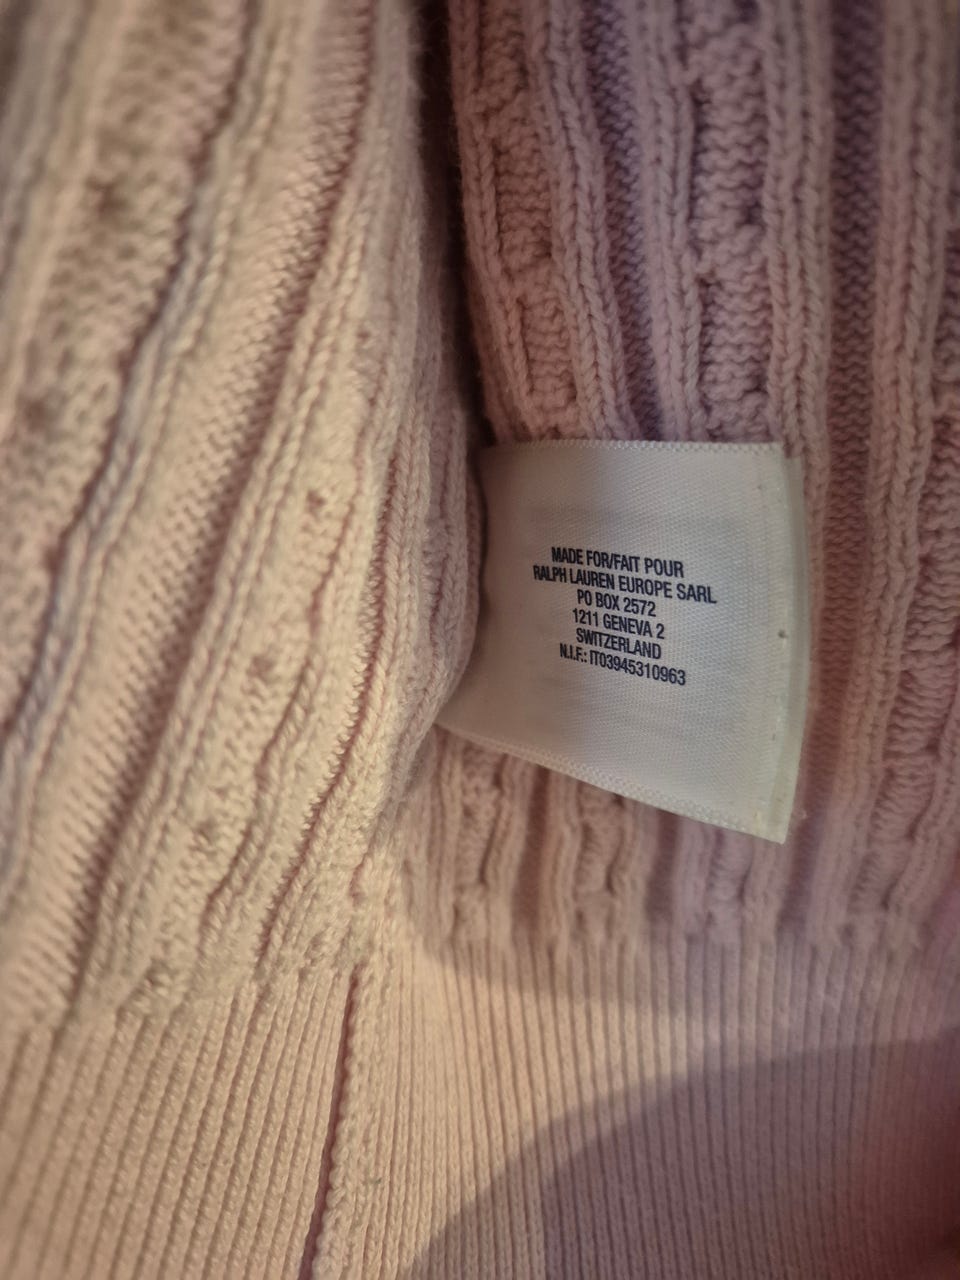 MADE FOR/FAIT POUR
RALPH LAUREN EUROPE SARL
PO BOX 2572
1211 GENEVA 2
SWITZERLAND
N.I.F.: IT03945310963